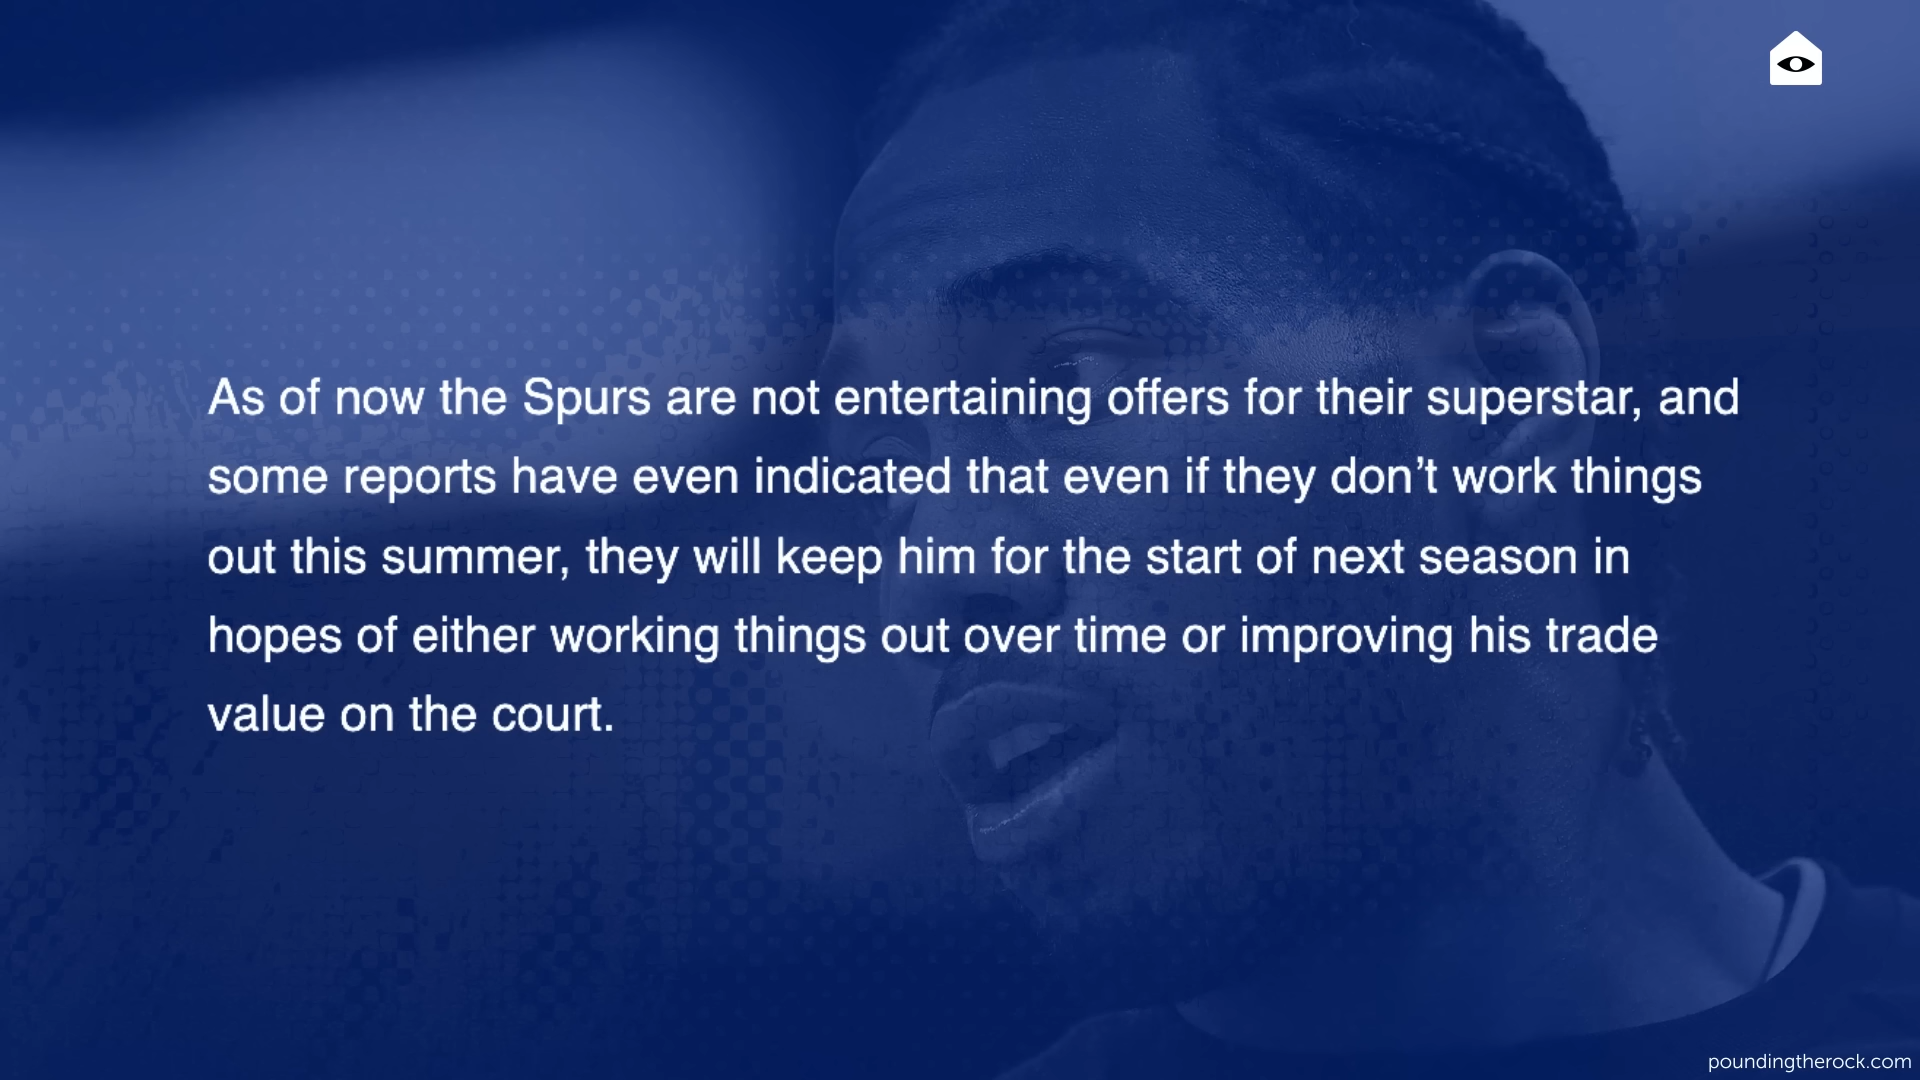 As of now the Spurs are not entertaining offers for their superstar, and
some reports have even indicated that even if they don’t work things
out this summer, they will keep him for the start of next season in
hopes of either working things out over time or improving his trade
value on the court.
poundingtherock.com